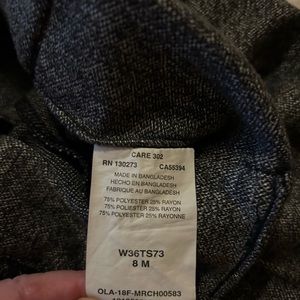 CARE 302
RN 130273 CA55394
MADE IN BANGLADESH
HECHO EN BANGLADESH
FABRIQUE AU BANGLADESH
75% POLYESTER 25% RAYON
75% POLYESTER 25% RAYON
75% POLYESTER 25% RAYONNE
W36TS73
8 M
OLA-18F-MRCH00583